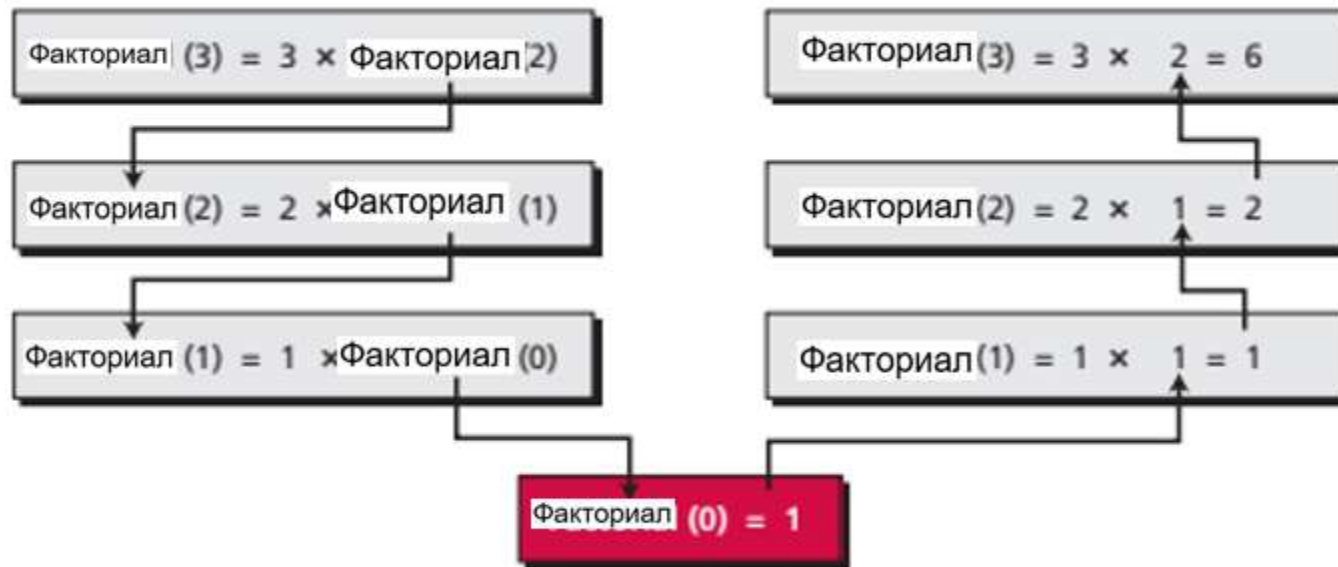 Факториал (3) = 3 × Факториал (2)
Факториал (2) = 2 × Факториал (1)
Факториал (1) = 1 × Факториал (0)
Факториал (0) = 1
Факториал (1) = 1 × 1 = 1
Факториал (2) = 2 × 1 = 2
Факториал (3) = 3 × 2 = 6